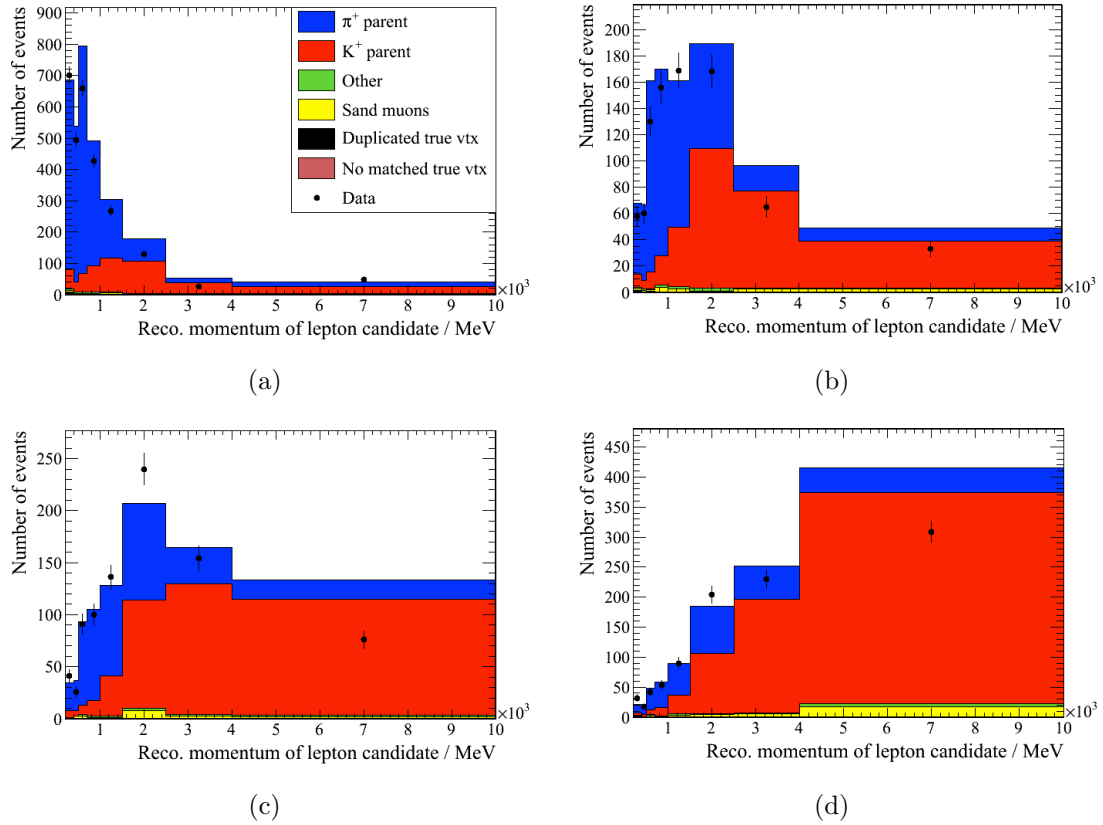 Number of events
900
800
700
600
500
400
300
200
100
0
π⁺ parent
K⁺ parent
Other
Sand muons
Duplicated true vtx
No matched true vtx
Data
1 2 3 4 5 6 7 8 9 10
×10³
Reco. momentum of lepton candidate / MeV
(a)
Number of events
200
180
160
140
120
100
80
60
40
20
0
1 2 3 4 5 6 7 8 9 10
×10³
Reco. momentum of lepton candidate / MeV
(b)
Number of events
250
200
150
100
50
0
1 2 3 4 5 6 7 8 9 10
×10³
Reco. momentum of lepton candidate / MeV
(c)
Number of events
450
400
350
300
250
200
150
100
50
0
1 2 3 4 5 6 7 8 9 10
×10³
Reco. momentum of lepton candidate / MeV
(d)